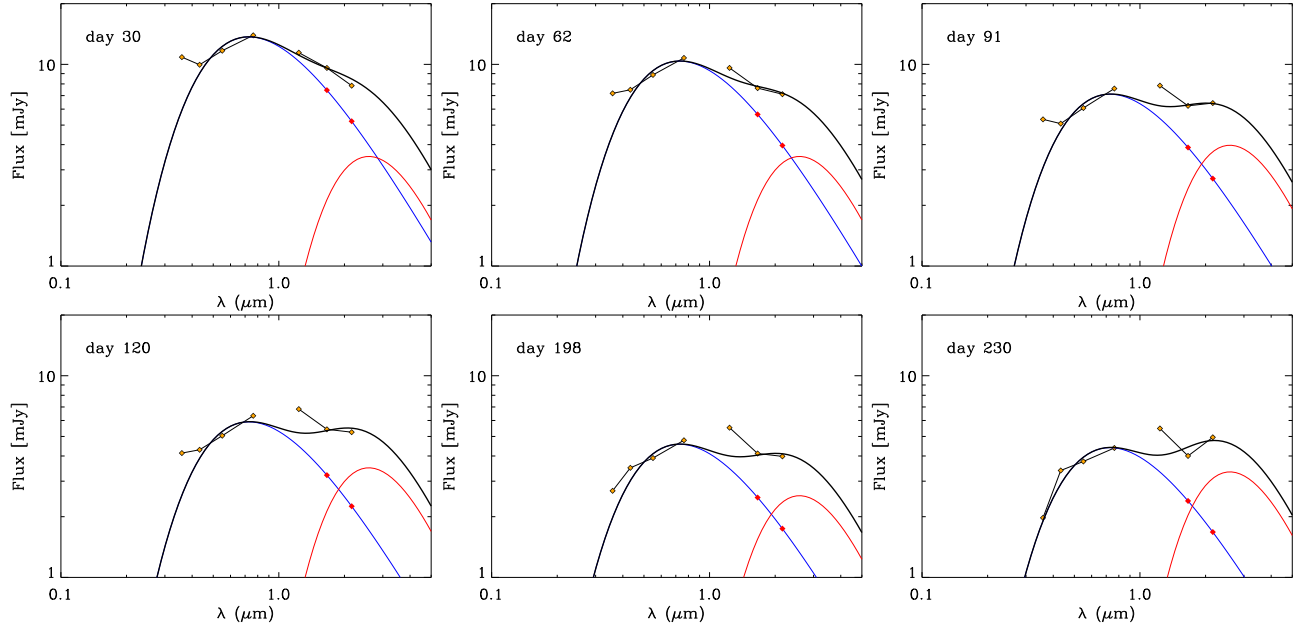 day 30
10
1
Flux [mJy]
0.1
1.0
λ (μm)
day 62
10
1
Flux [mJy]
0.1
1.0
λ (μm)
day 91
10
1
Flux [mJy]
0.1
1.0
λ (μm)
day 120
10
1
Flux [mJy]
0.1
1.0
λ (μm)
day 198
10
1
Flux [mJy]
0.1
1.0
λ (μm)
day 230
10
1
Flux [mJy]
0.1
1.0
λ (μm)